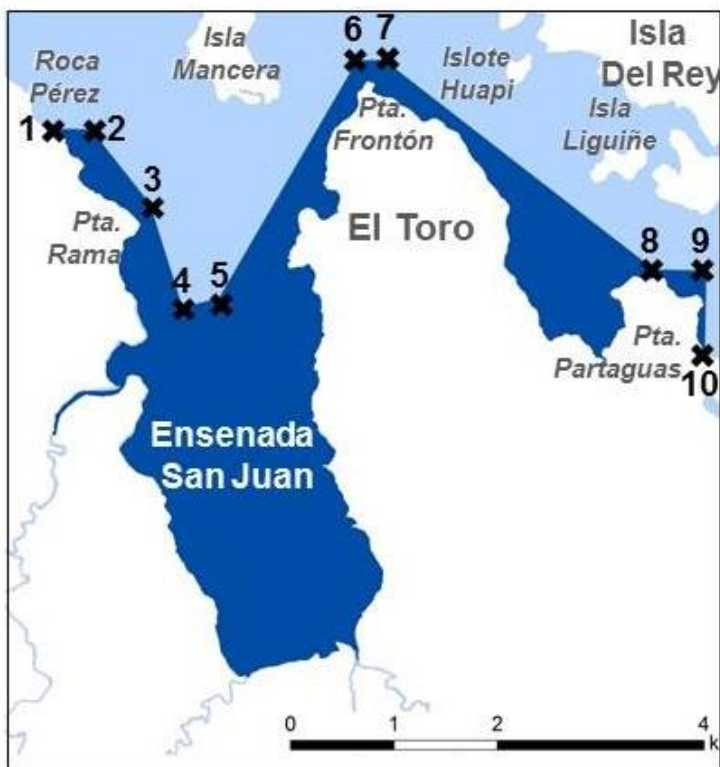 6 7
Isla
Mancera
Isla
Del Rey
Roca
Pérez
Islote
Huapi
Pta.
Frontón
Isla
Liguiñe
1 2
3
Pta.
Rama
El Toro
4 5
8 9
Pta.
Partaguas
10
Ensenada
San Juan
0 1 2 4
k